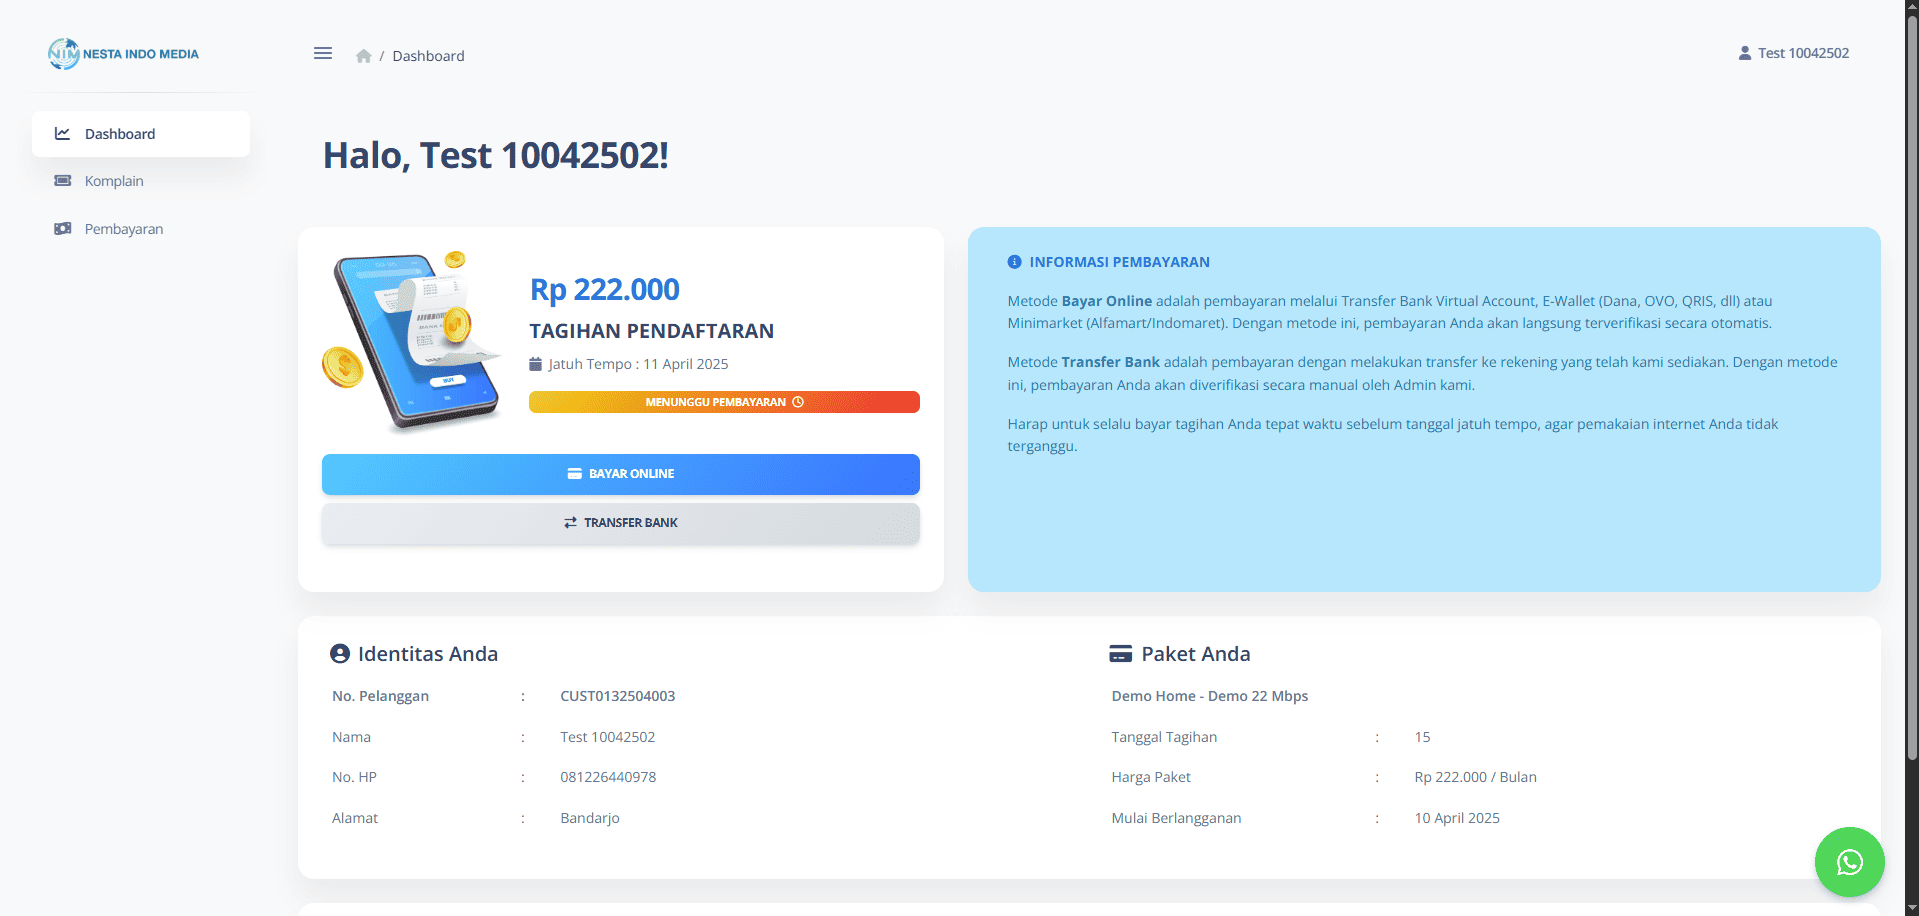 NIM NESTA INDO MEDIA
/ Dashboard
Test 10042502
Dashboard
Komplain
Pembayaran
Halo, Test 10042502!
Rp 222.000
TAGIHAN PENDAFTARAN
Jatuh Tempo : 11 April 2025
MENUNGGU PEMBAYARAN
BUY
BAYAR ONLINE
TRANSFER BANK
INFORMASI PEMBAYARAN
Metode Bayar Online adalah pembayaran melalui Transfer Bank Virtual Account, E-Wallet (Dana, OVO, QRIS, dll) atau
Minimarket (Alfamart/Indomaret). Dengan metode ini, pembayaran Anda akan langsung terverifikasi secara otomatis.
Metode Transfer Bank adalah pembayaran dengan melakukan transfer ke rekening yang telah kami sediakan. Dengan metode
ini, pembayaran Anda akan diverifikasi secara manual oleh Admin kami.
Harap untuk selalu bayar tagihan Anda tepat waktu sebelum tanggal jatuh tempo, agar pemakaian internet Anda tidak
terganggu.
Identitas Anda
No. Pelanggan : CUST0132504003
Nama : Test 10042502
No. HP : 081226440978
Alamat : Bandarjo
Paket Anda
Demo Home - Demo 22 Mbps
Tanggal Tagihan : 15
Harga Paket : Rp 222.000 / Bulan
Mulai Berlangganan : 10 April 2025